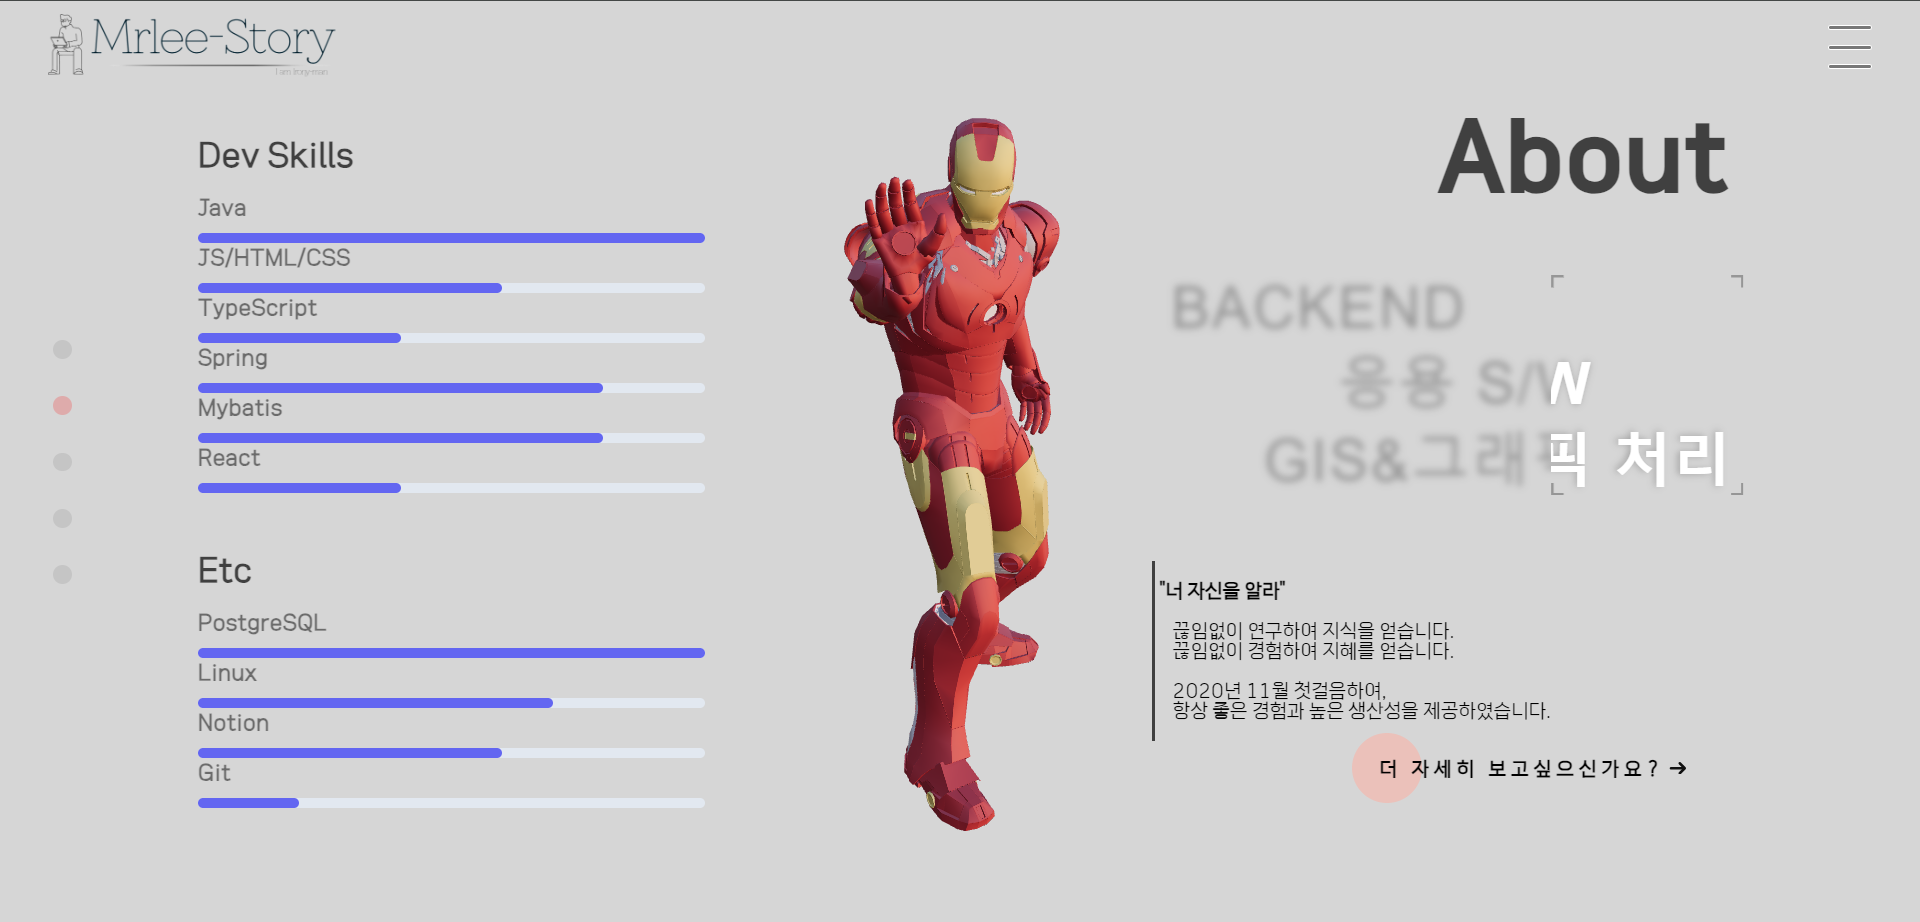 Mrlee-Story
About
Dev Skills
Java
JS/HTML/CSS
TypeScript
Spring
Mybatis
React
Etc
PostgreSQL
Linux
Notion
Git
BACKEND
응용 S/W
GIS&그래픽 처리
"너 자신을 알라"
끊임없이 연구하여 지식을 얻습니다.
끊임없이 경험하여 지혜를 얻습니다.
2020년 11월 첫걸음하여,
항상 좋은 경험과 높은 생산성을 제공하였습니다.
더 자세히 보고싶으신가요? →